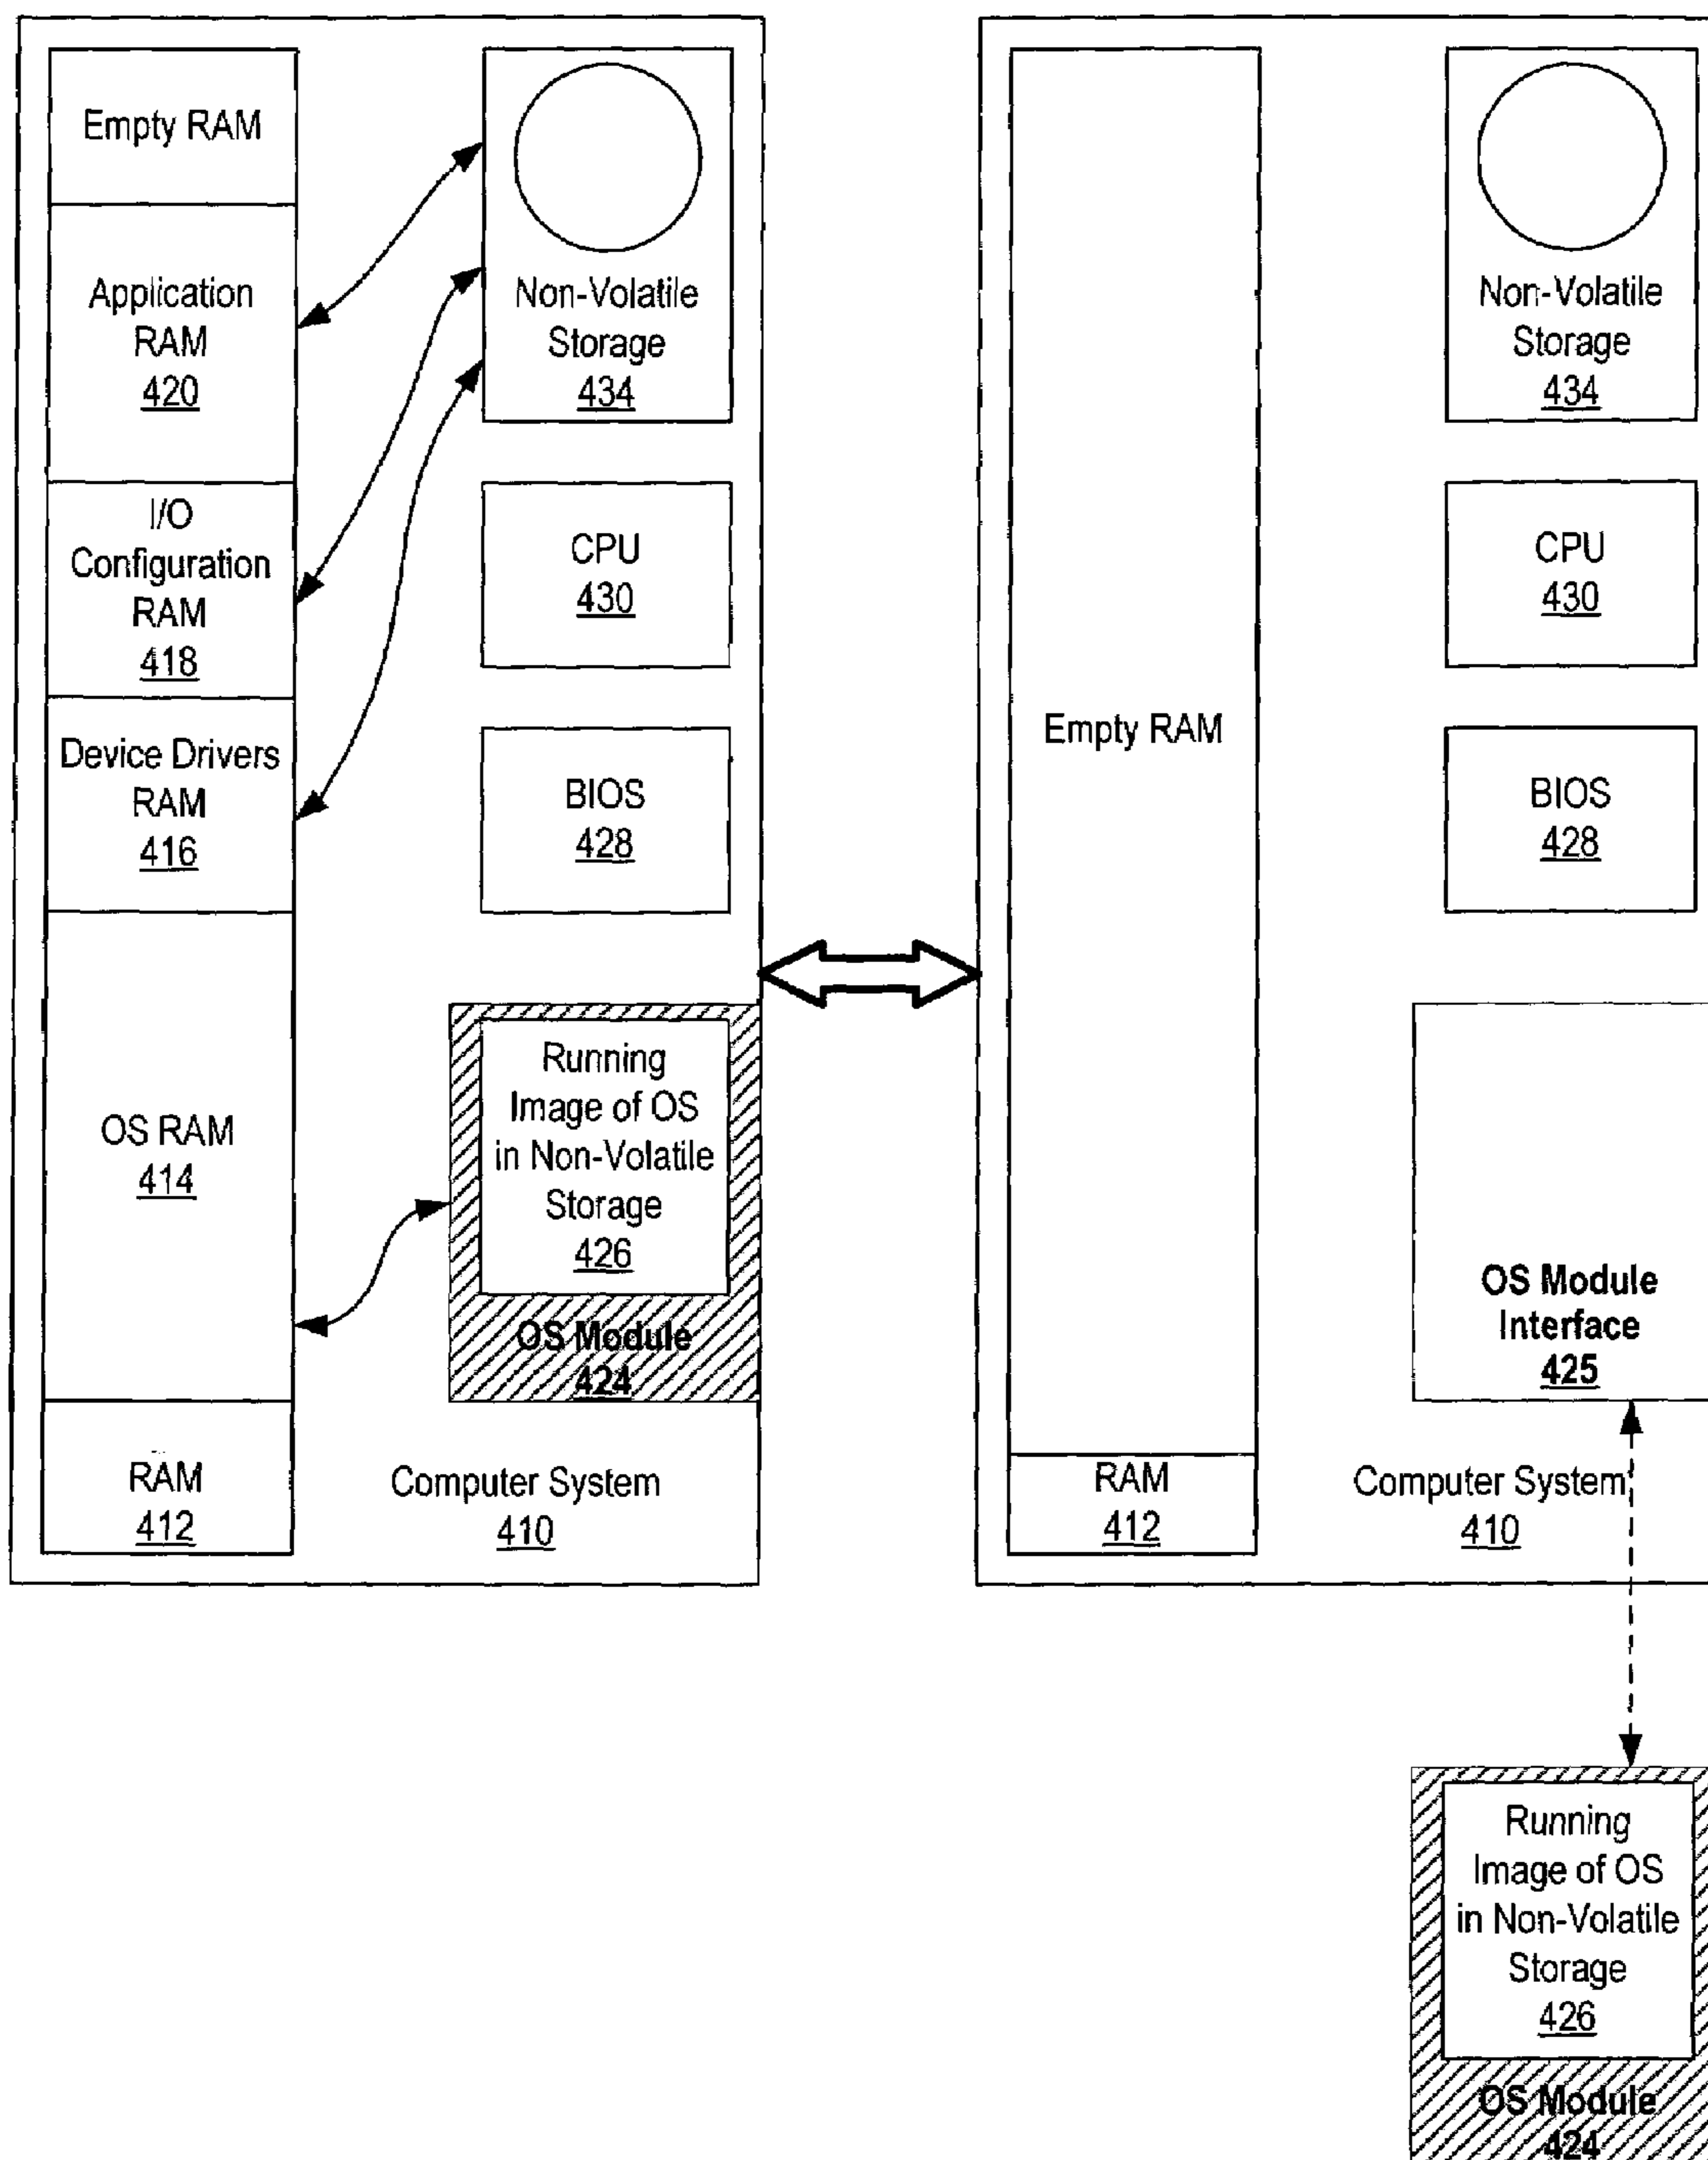 Empty RAM
Application
RAM
420
I/O
Configuration
RAM
418
Device Drivers
RAM
416
OS RAM
414
RAM
412
Non-Volatile
Storage
434
CPU
430
BIOS
428
Running
Image of OS
in Non-Volatile
Storage
426
OS Module
424
Computer System
410
Empty RAM
RAM
412
Non-Volatile
Storage
434
CPU
430
BIOS
428
OS Module
Interface
425
Computer System
410
Running
Image of OS
in Non-Volatile
Storage
426
OS Module
424